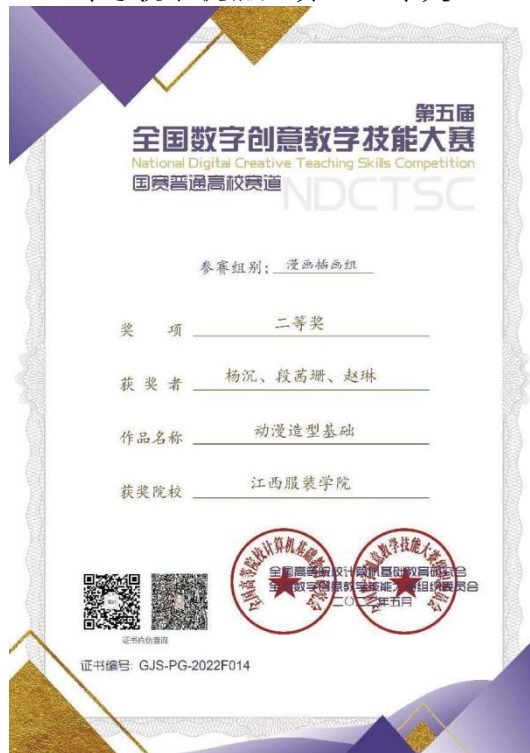 第五届
全国数字创意教学技能大赛
National Digital Creative Teaching Skills Competition
国赛普通高校赛道
NDCTSC
参赛组别：漫画插画组
奖 项 二等奖
获 奖 者 杨沉、段茜珊、赵琳
作品名称 动漫造型基础
获奖院校 江西服装学院
全国高等院校计算机基础教育研究会
全国数字创意教学技能大赛组织委员会
二〇二二年五月
证书真伪查询
证书编号: GJS-PG-2022F014